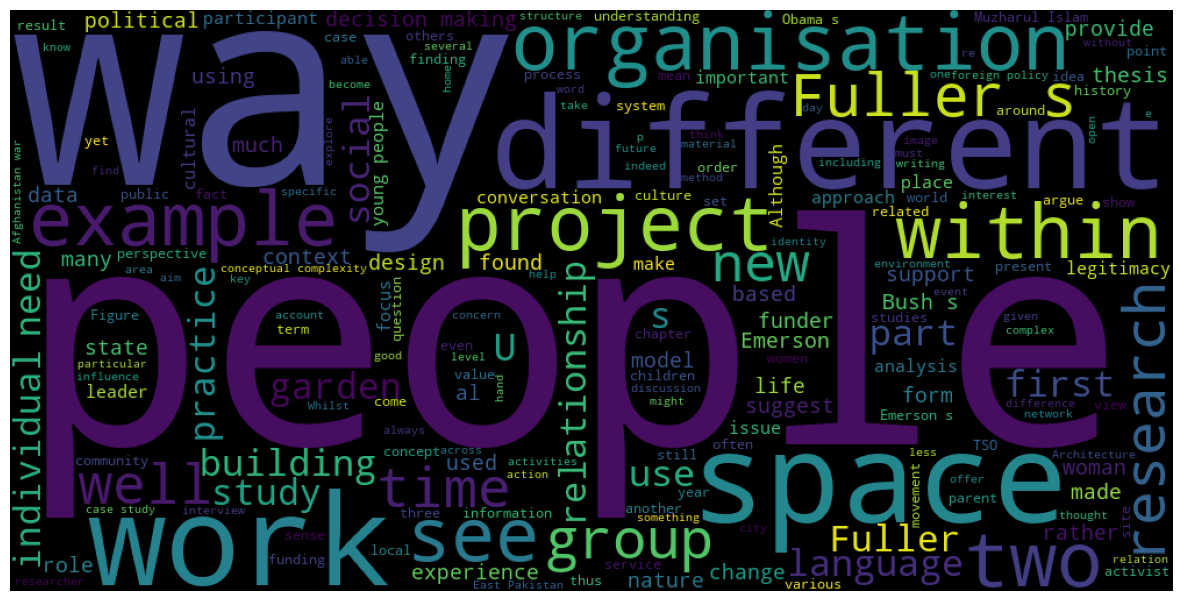 result
political
participant
decision making
structure
understanding
Obama s
Muzharul Islam
provide
know
way
case
others
several
finding
organisation
without
point
using
able
home
process
important
re
one
foreign policy
idea
thesis
become
word
mean
Fuller s
around
history
yet
much
cultural
social
young people
explore
take
system
different
day
e
find
p
future
think
material
image
must
open
indeed
method
order
including
writing
Afghanistan war
data
public
fact
specific
conversation
culture
set
Although
approach
world
place
interest
example
project
related
argue
show
within
many
perspective
context
identity
area
aim
conceptual complexity
key
design
found
make
new
environment
support
present
legitimacy
help
based
event
individual need
practice
Figure
account
term
focus
question
relationship
concern
s
Bush s
studies
given
complex
research
people
state
particular
influence
leader
good
even
level
U
value
hand
chapter
model
children
discussion
might
funder
Emerson
women
part
analysis
first
difference
network
view
garden
Whilst
come
al
life
suggest
form
Emerson s
always
issue
community
building
concept
across
used
activities
action
often
still
use
year
space
less
TSO
Architecture
woman
well
study
time
parent
offer
made
case study
interview
three
information
another
something
movement
thought
work
sense
see
group
city
Fuller
rather
site
two
relation
role
funding
local
experience
service
change
language
activist
researcher
East Pakistan
thus
nature
various